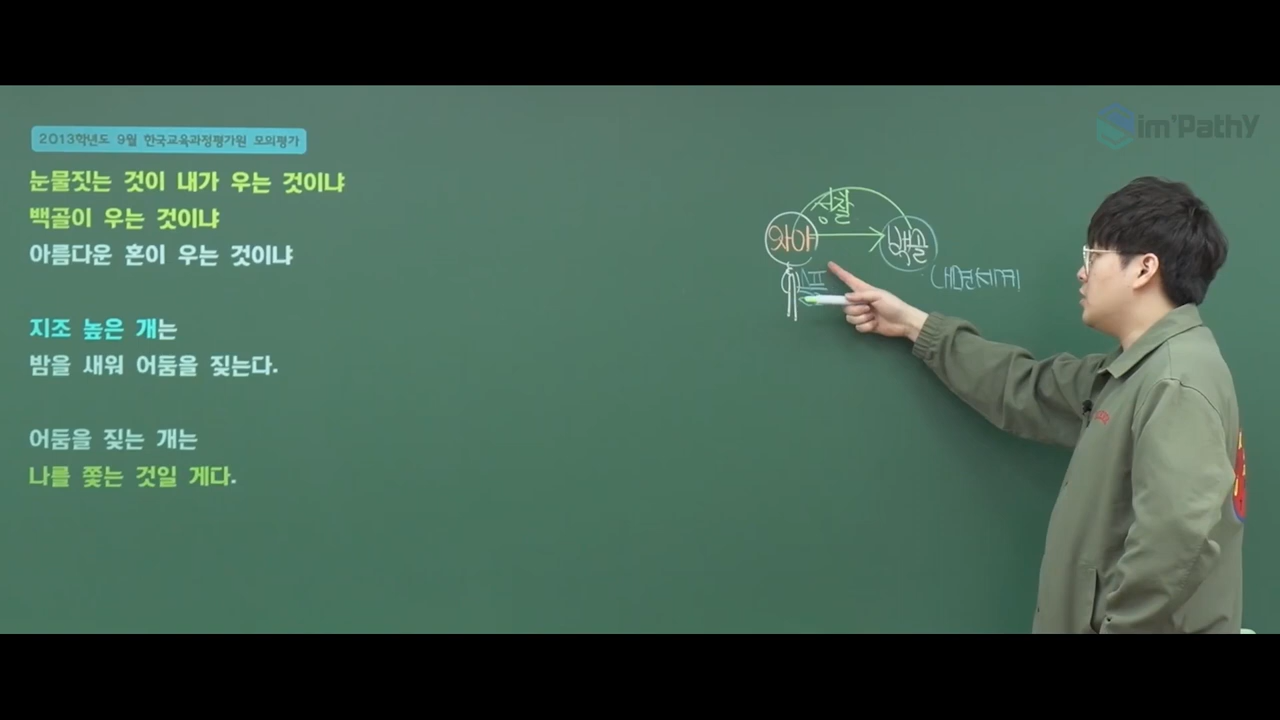 2013학년도 9월 한국교육과정평가원 모의평가
눈물짓는 것이 내가 우는 것이냐
백골이 우는 것이냐
아름다운 혼이 우는 것이냐
지조 높은 개는
밤을 새워 어둠을 짖는다.
어둠을 짖는 개는
나를 쫓는 것일 게다.
im'PathY
성찰
화자
백골
슬픔
내면세계